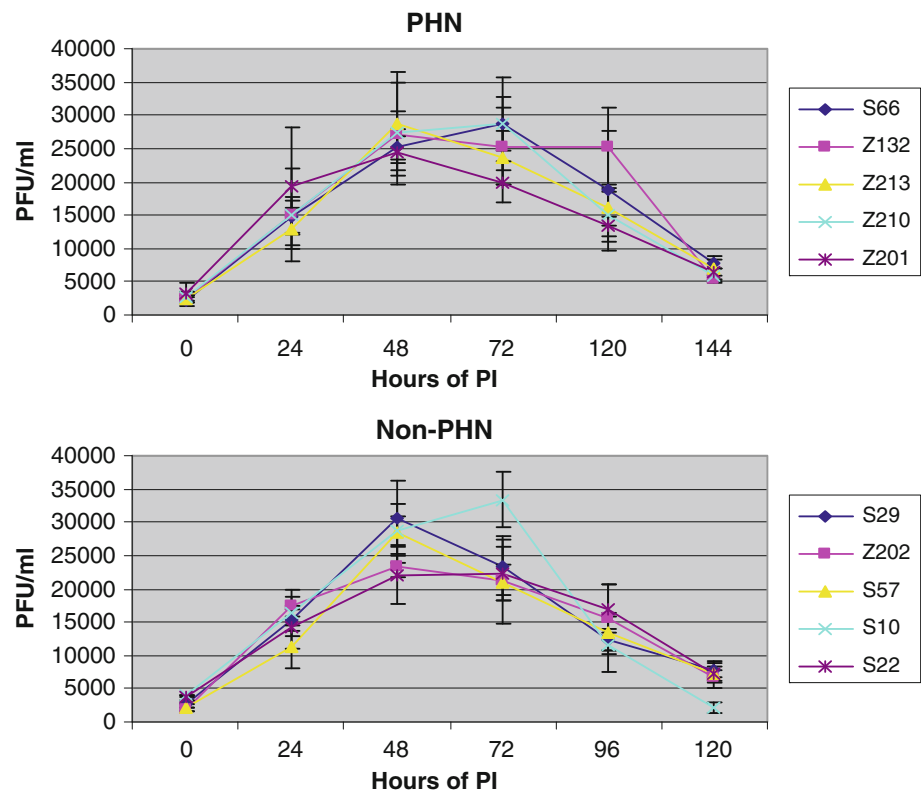 PHN
PFU/ml
40000
35000
30000
25000
20000
15000
10000
5000
0
0 24 48 72 120 144
Hours of PI
S66
Z132
Z213
Z210
Z201
Non-PHN
PFU/ml
40000
35000
30000
25000
20000
15000
10000
5000
0
0 24 48 72 96 120
Hours of PI
S29
Z202
S57
S10
S22